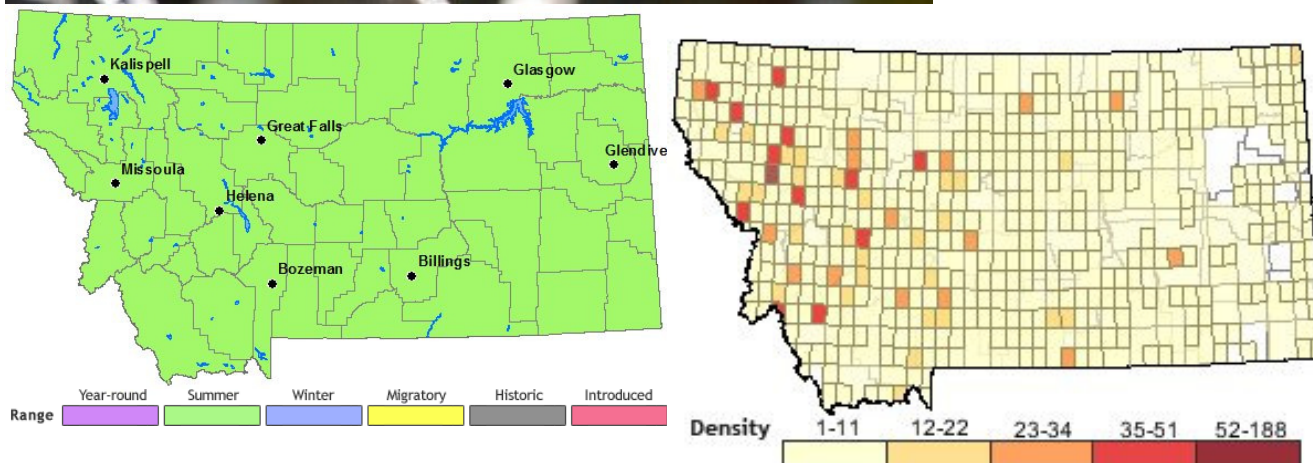 Kalispell
Glasgow
Great Falls
Glendive
Missoula
Helena
Bozeman
Billings
Range
Year-round
Summer
Winter
Migratory
Historic
Introduced
Density
1-11
12-22
23-34
35-51
52-188